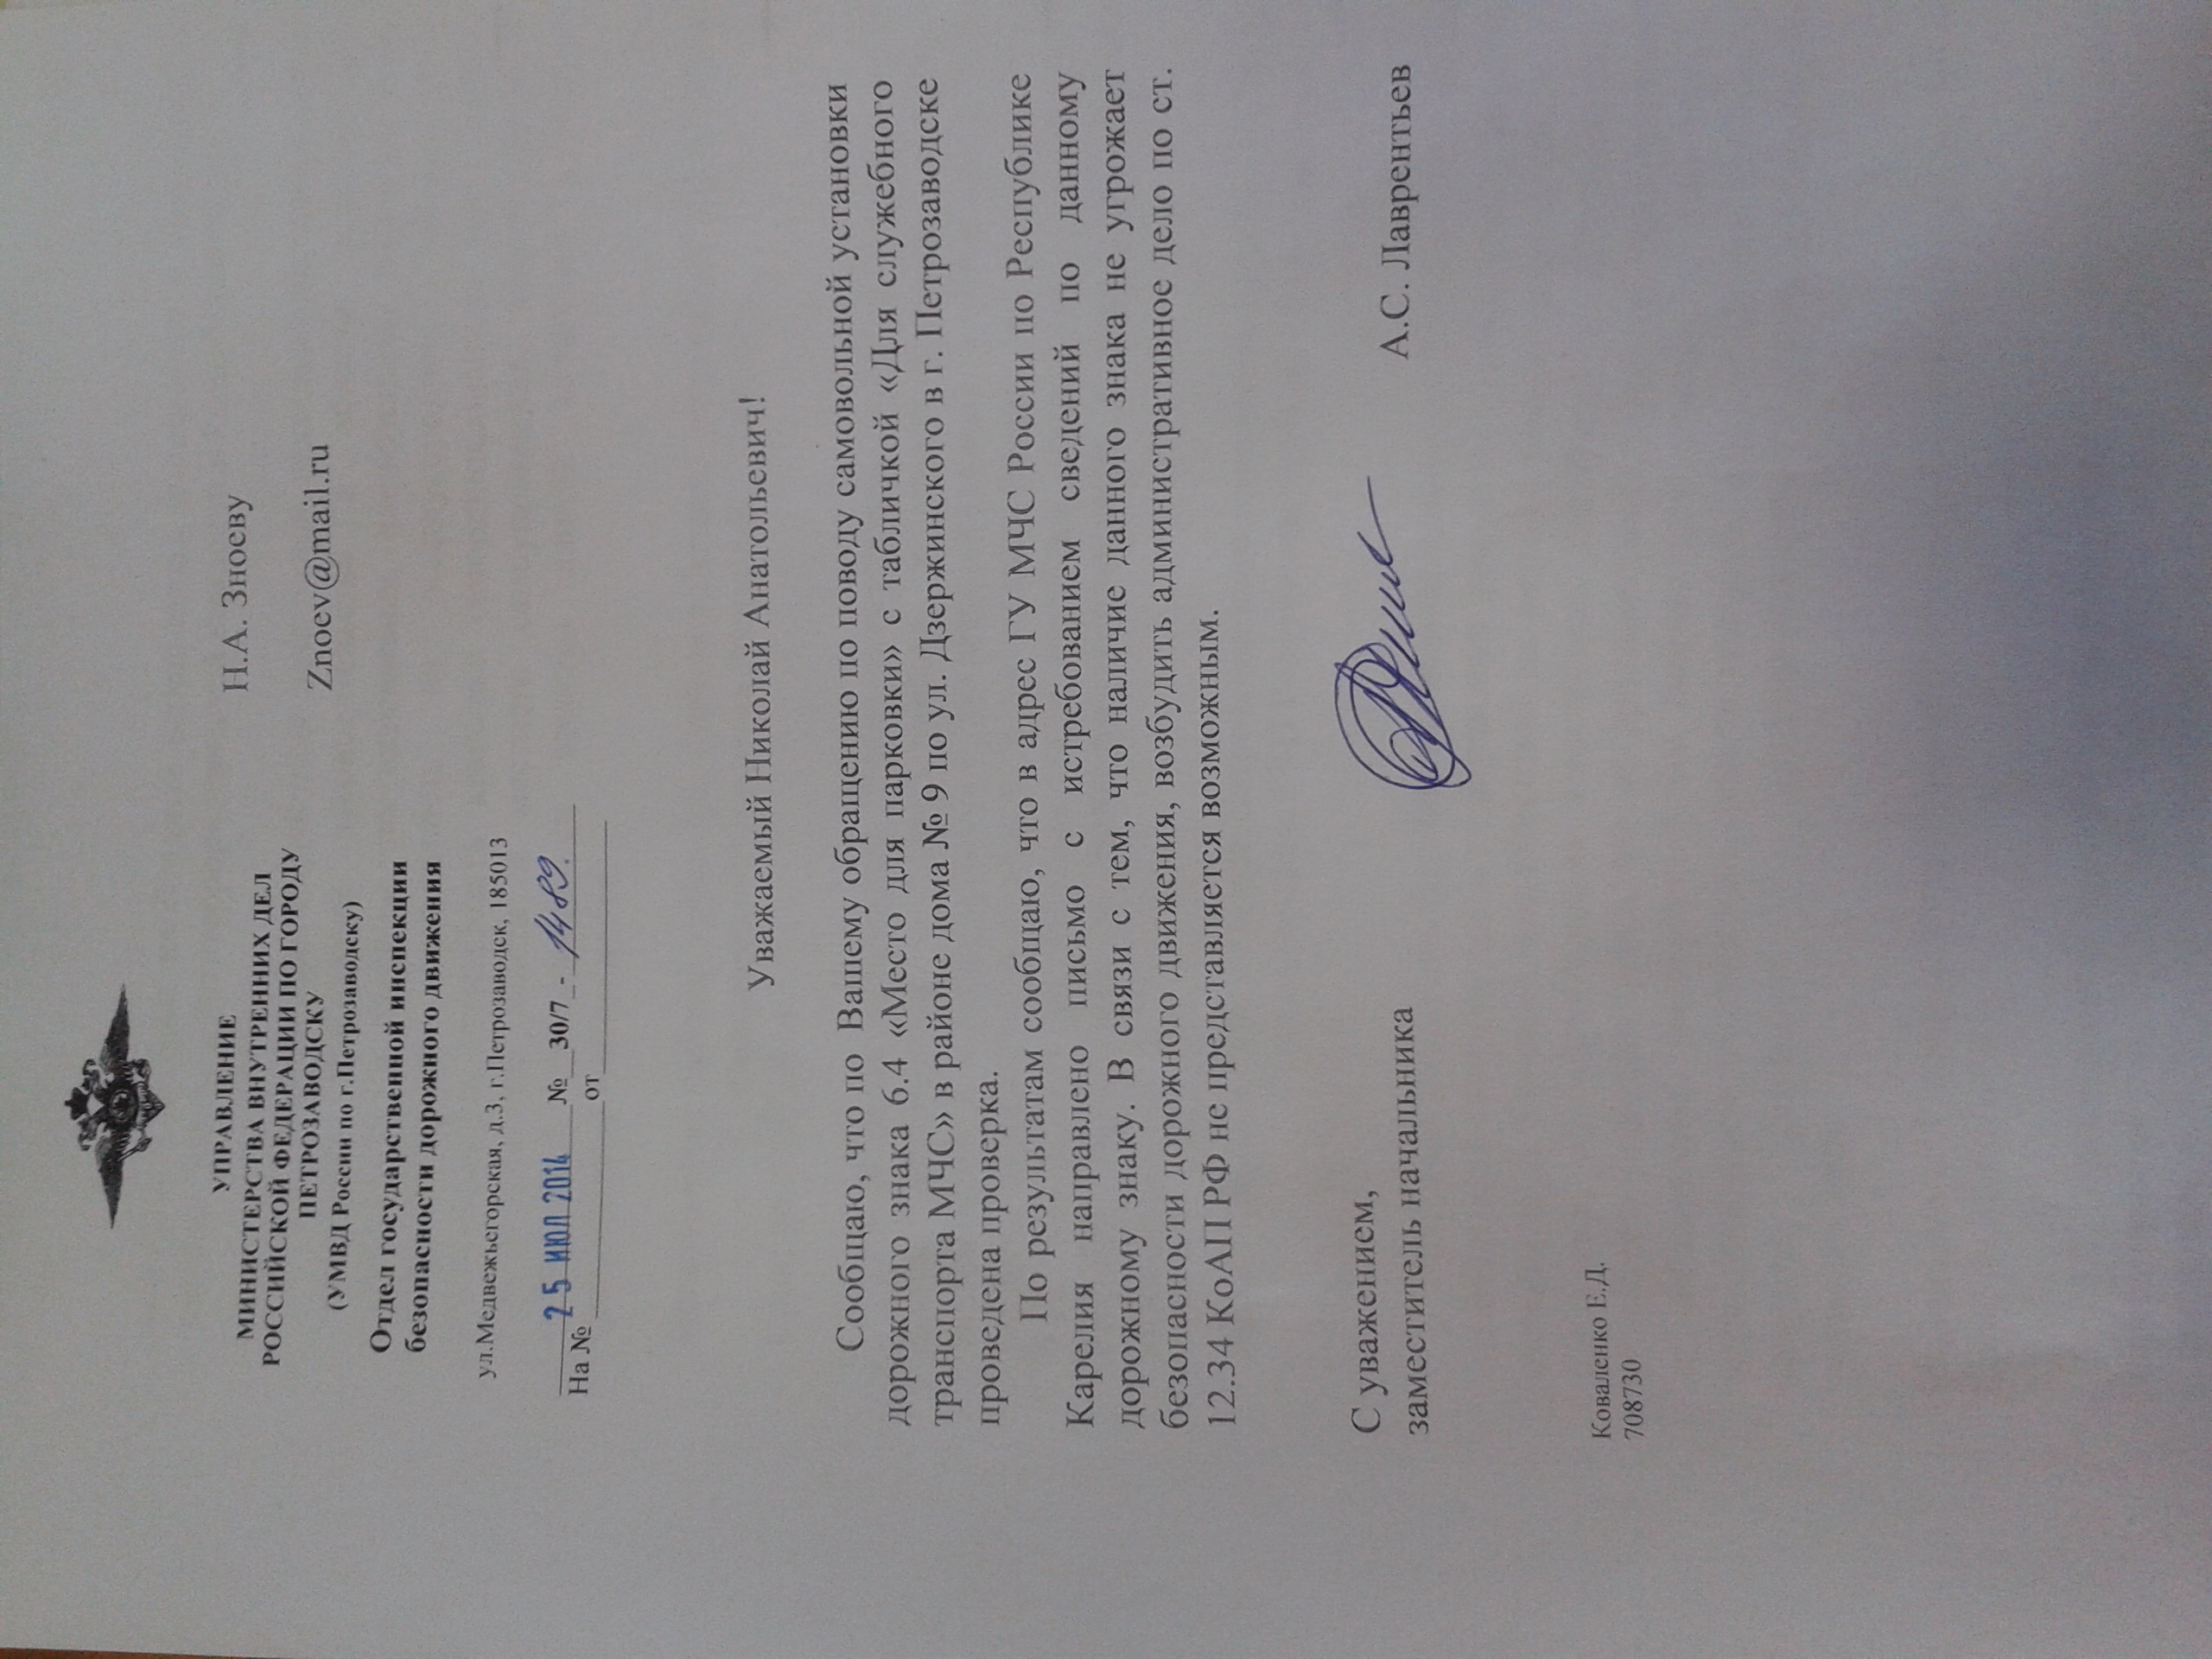 УПРАВЛЕНИЕ
МИНИСТЕРСТВА ВНУТРЕННИХ ДЕЛ
РОССИЙСКОЙ ФЕДЕРАЦИИ ПО ГОРОДУ
ПЕТРОЗАВОДСКУ
(УМВД России по г.Петрозаводску)
Отдел государственной инспекции
безопасности дорожного движения
ул.Медвежьегорская, д.3, г.Петрозаводск, 185013
25 ИЮЛ 2014 № 30/7 - 1489.
На № от
Н.А. Зноеву
Znoev@mail.ru
Уважаемый Николай Анатольевич!
Сообщаю, что по Вашему обращению по поводу самовольной установки
дорожного знака 6.4 «Место для парковки» с табличкой «Для служебного
транспорта МЧС» в районе дома № 9 по ул. Дзержинского в г. Петрозаводске
проведена проверка.
По результатам сообщаю, что в адрес ГУ МЧС России по Республике
Карелия направлено письмо с истребованием сведений по данному
дорожному знаку. В связи с тем, что наличие данного знака не угрожает
безопасности дорожного движения, возбудить административное дело по ст.
12.34 КоАП РФ не представляется возможным.
С уважением,
заместитель начальника
А.С. Лаврентьев
Коваленко Е.Д.
708730